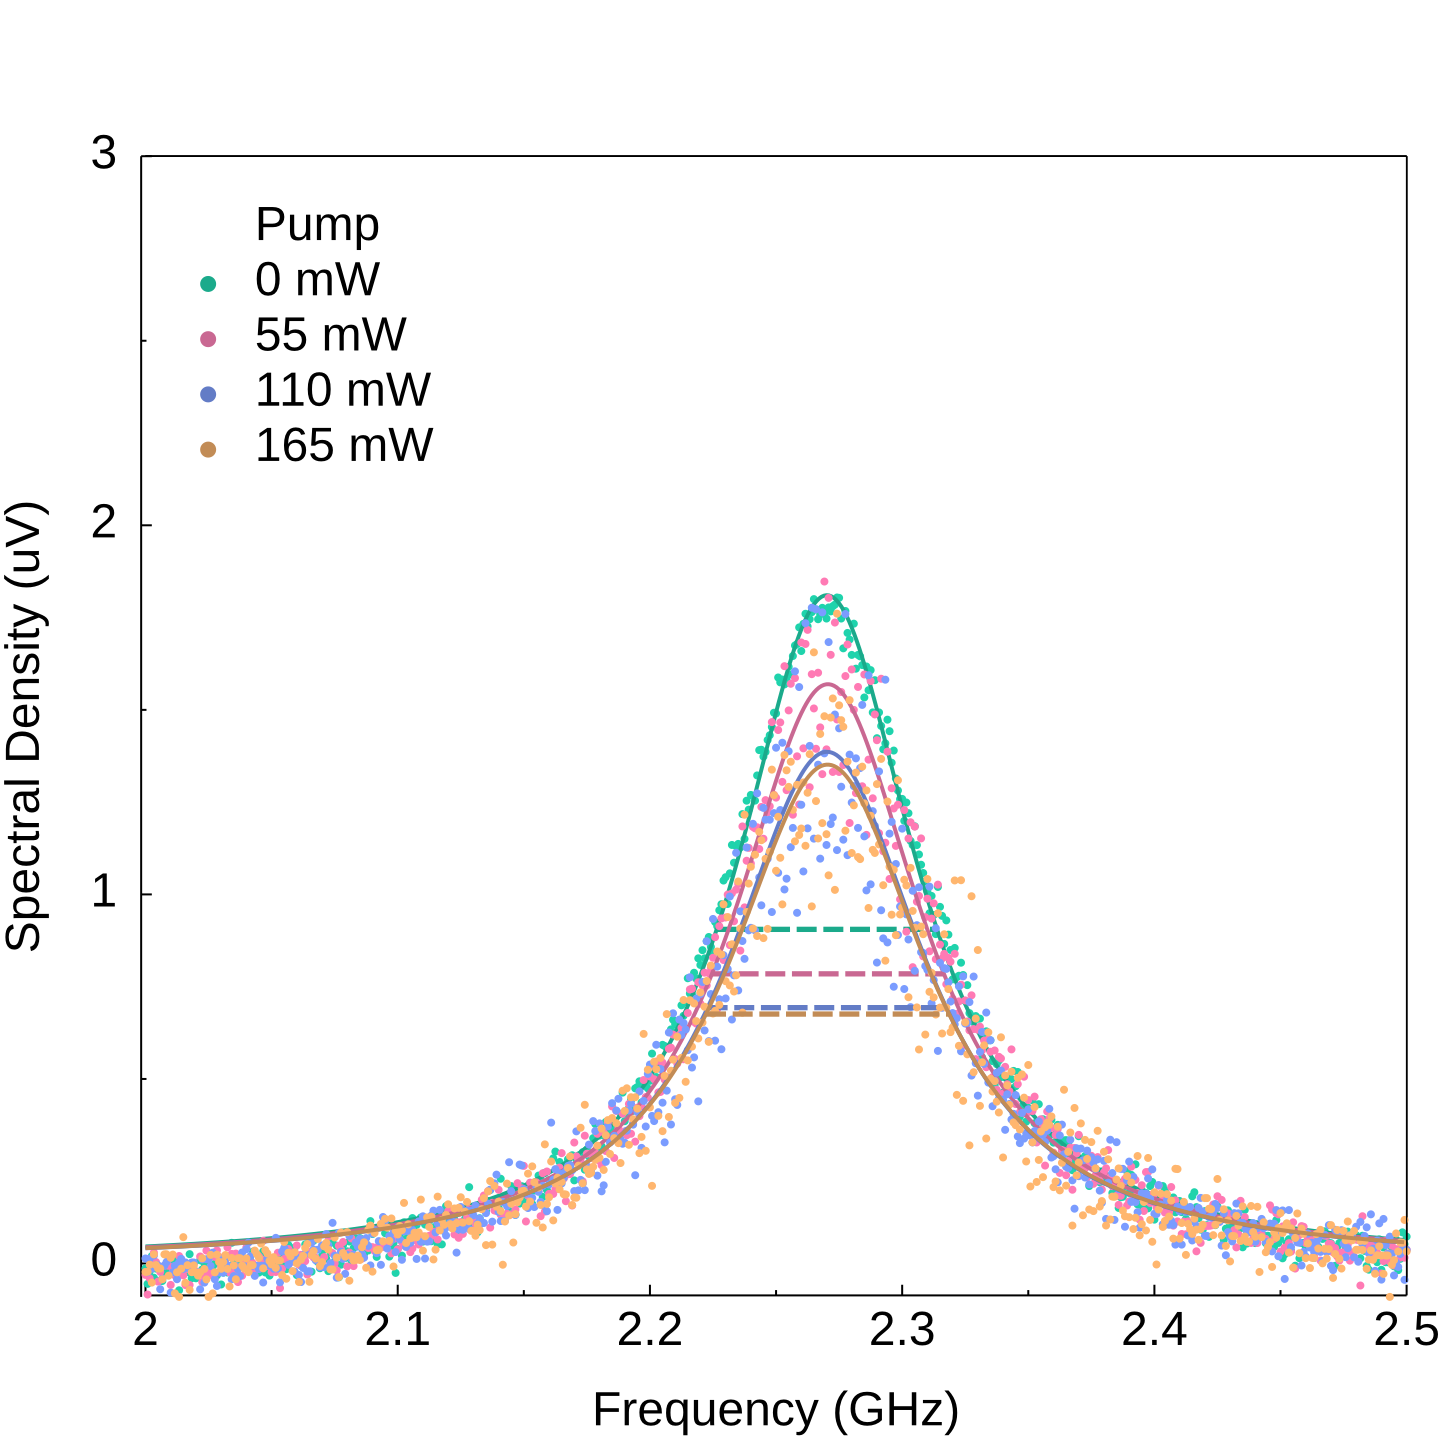 3
Pump
0 mW
55 mW
110 mW
165 mW
2
1
0
Spectral Density (uV)
2 2.1 2.2 2.3 2.4 2.5
Frequency (GHz)